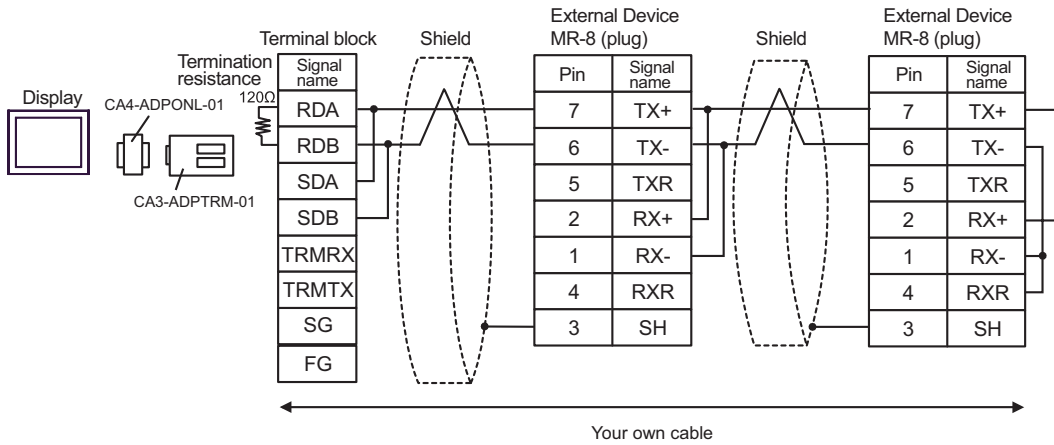 External Device
MR-8 (plug)
External Device
MR-8 (plug)
Terminal block
Shield
Shield
Termination
resistance
120Ω
Display
CA4-ADPONL-01
CA3-ADPTRM-01
Signal
name
RDA
RDB
SDA
SDB
TRMRX
TRMTX
SG
FG
Pin
Signal
name
7 TX+
6 TX-
5 TXR
2 RX+
1 RX-
4 RXR
3 SH
Pin
Signal
name
7 TX+
6 TX-
5 TXR
2 RX+
1 RX-
4 RXR
3 SH
Your own cable